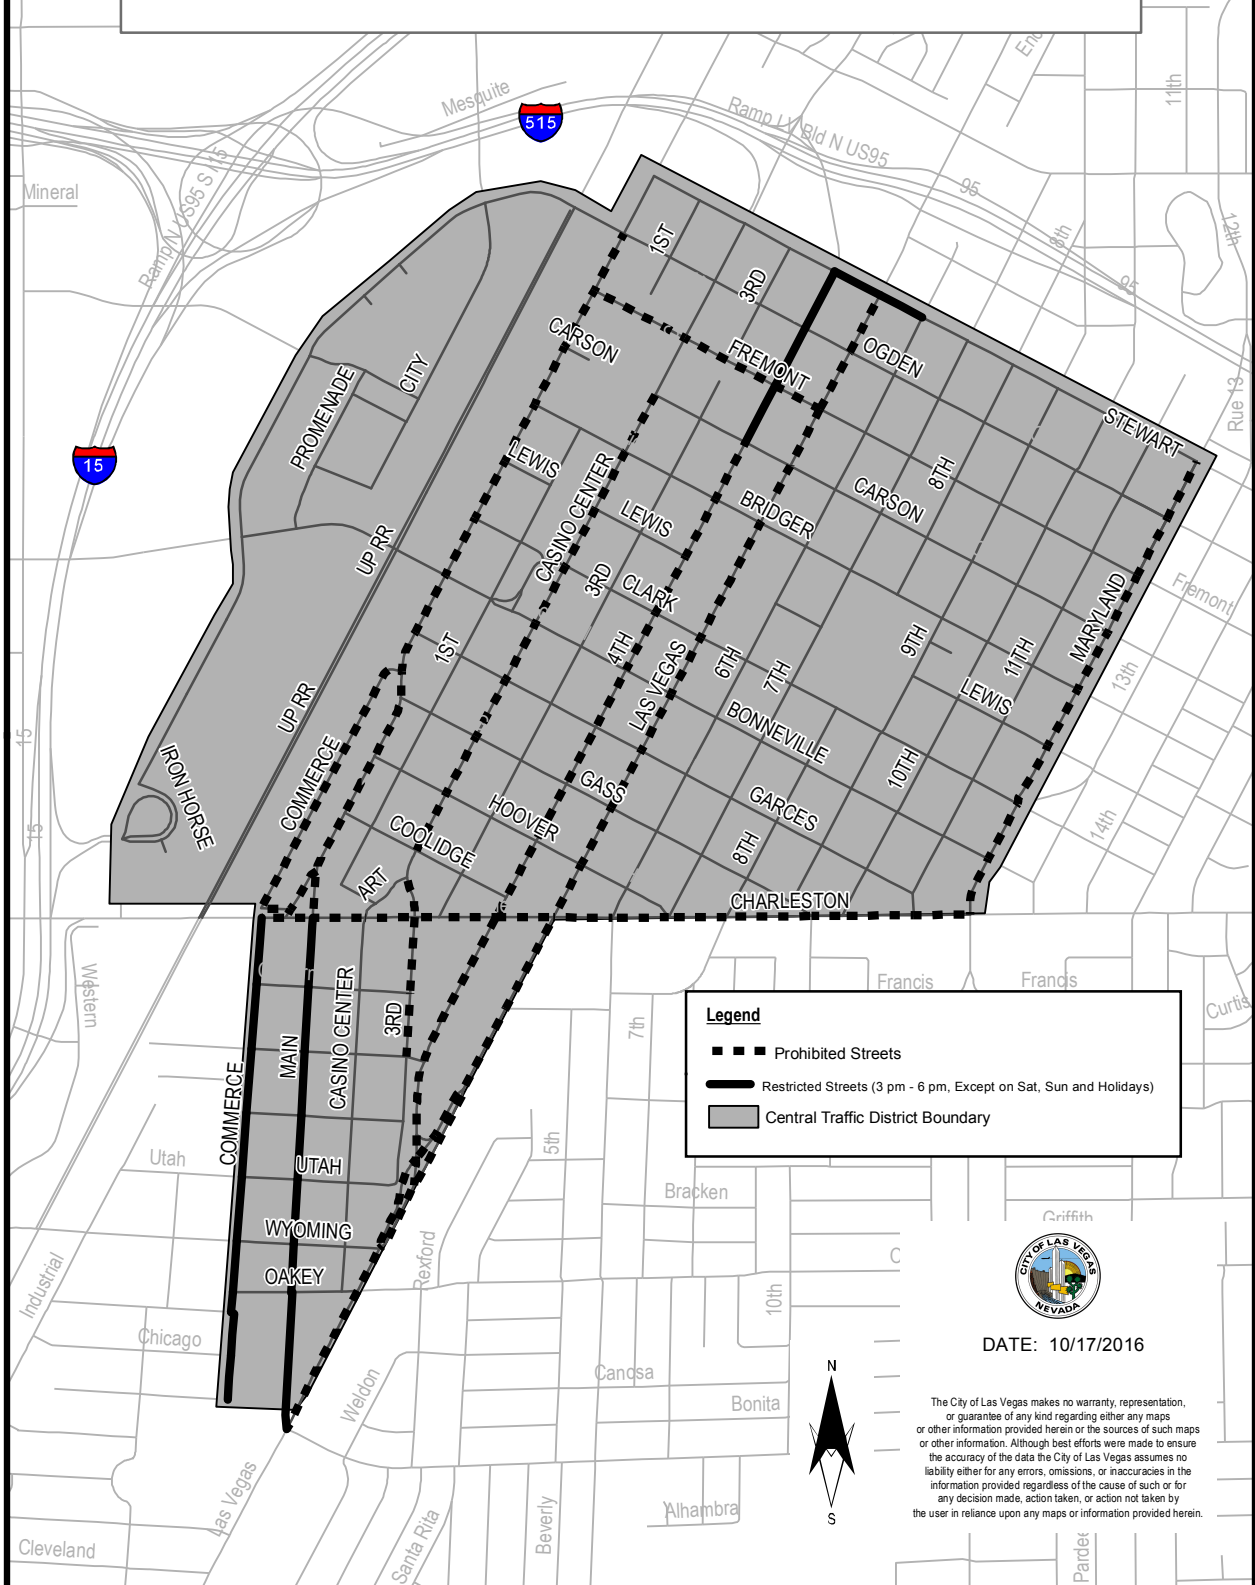 Mesquite
515
Ramp LV Bld N US95
11th
Mineral
Ramp N US95 S I 15
95
8th
12th
95
1ST
3RD
CARSON
CITY
FREMONT
OGDEN
PROMENADE
Rue 13
STEWART
15
LEWIS
CASINO CENTER
LEWIS
BRIDGER
CARSON
8TH
UP RR
3RD
CLARK
MARYLAND
Fremont
1ST
4TH
LAS VEGAS
6TH
7TH
9TH
11TH
13th
LEWIS
UP RR
15
BONNEVILLE
IRON HORSE
COMMERCE
GASS
10TH
HOOVER
GARCES
15
COOLIDGE
8TH
14th
ART
CHARLESTON
Western
Francis
Francis
Curtis
CASINO CENTER
3RD
7th
MAIN
Legend
Prohibited Streets
Restricted Streets (3 pm - 6 pm, Except on Sat, Sun and Holidays)
Central Traffic District Boundary
COMMERCE
Utah
UTAH
5th
Bracken
WYOMING
Griffith
Industrial
OAKEY
Rexford
10th
CITY OF LAS VEGAS
NEVADA
Chicago
DATE: 10/17/2016
Canosa
N
Weldon
Bonita
The City of Las Vegas makes no warranty, representation,
or guarantee of any kind regarding either any maps
or other information provided herein or the sources of such maps
or other information. Although best efforts were made to ensure
the accuracy of the data the City of Las Vegas assumes no
liability either for any errors, omissions, or inaccuracies in the
information provided regardless of the cause of such or for
any decision made, action taken, or action not taken by
the user in reliance upon any maps or information provided herein.
Las Vegas
Alhambra
S
Beverly
Santa Rita
Cleveland
Pardee